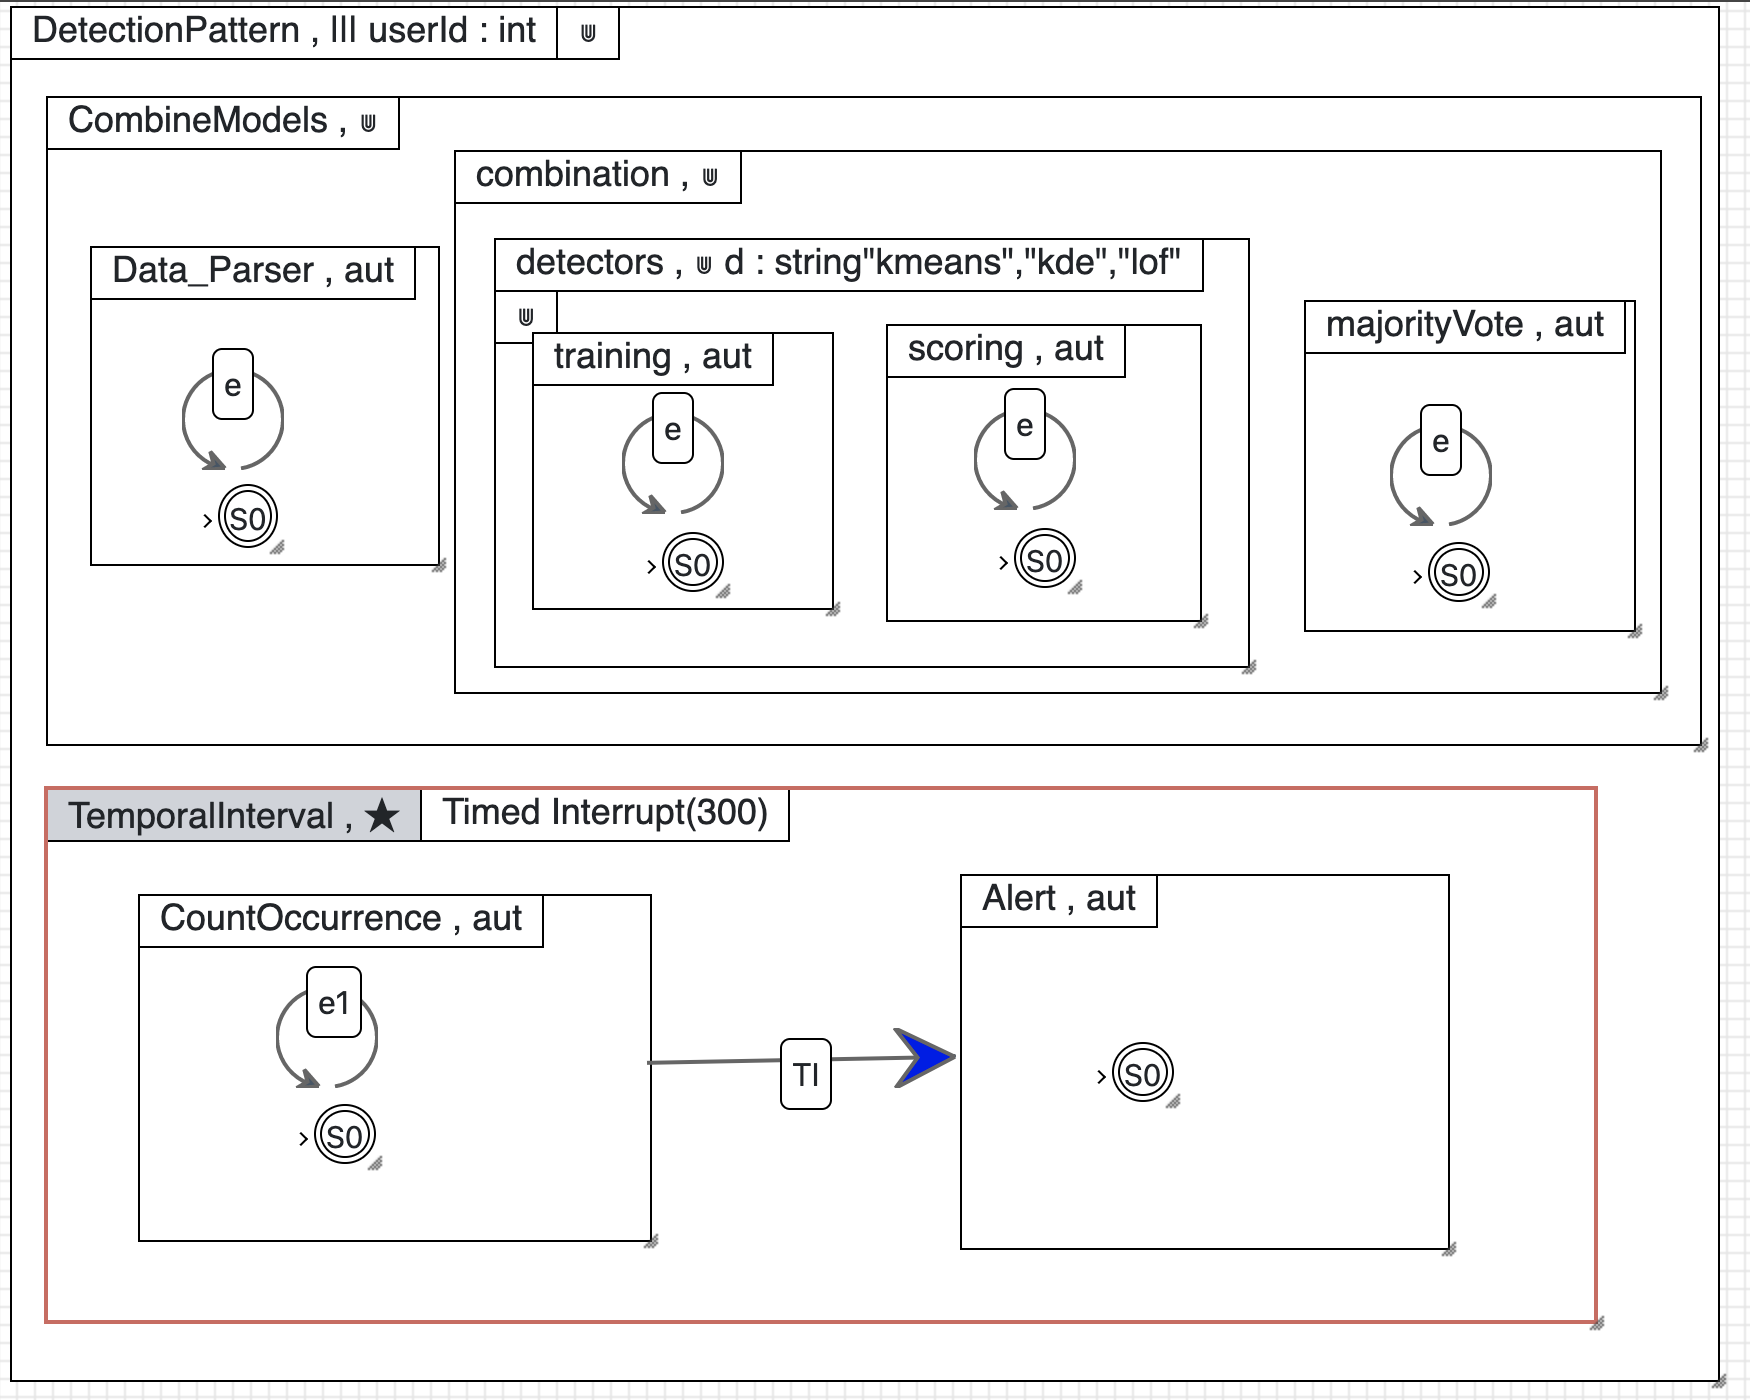 DetectionPattern , ||| userId : int ⋓
CombineModels , ⋓
combination , ⋓
Data_Parser , aut
e
S0
detectors , ⋓ d : string"kmeans","kde","lof"
⋓
training , aut
e
S0
scoring , aut
e
S0
majorityVote , aut
e
S0
TemporalInterval , ★ Timed Interrupt(300)
CountOccurrence , aut
e1
S0
TI
Alert , aut
S0